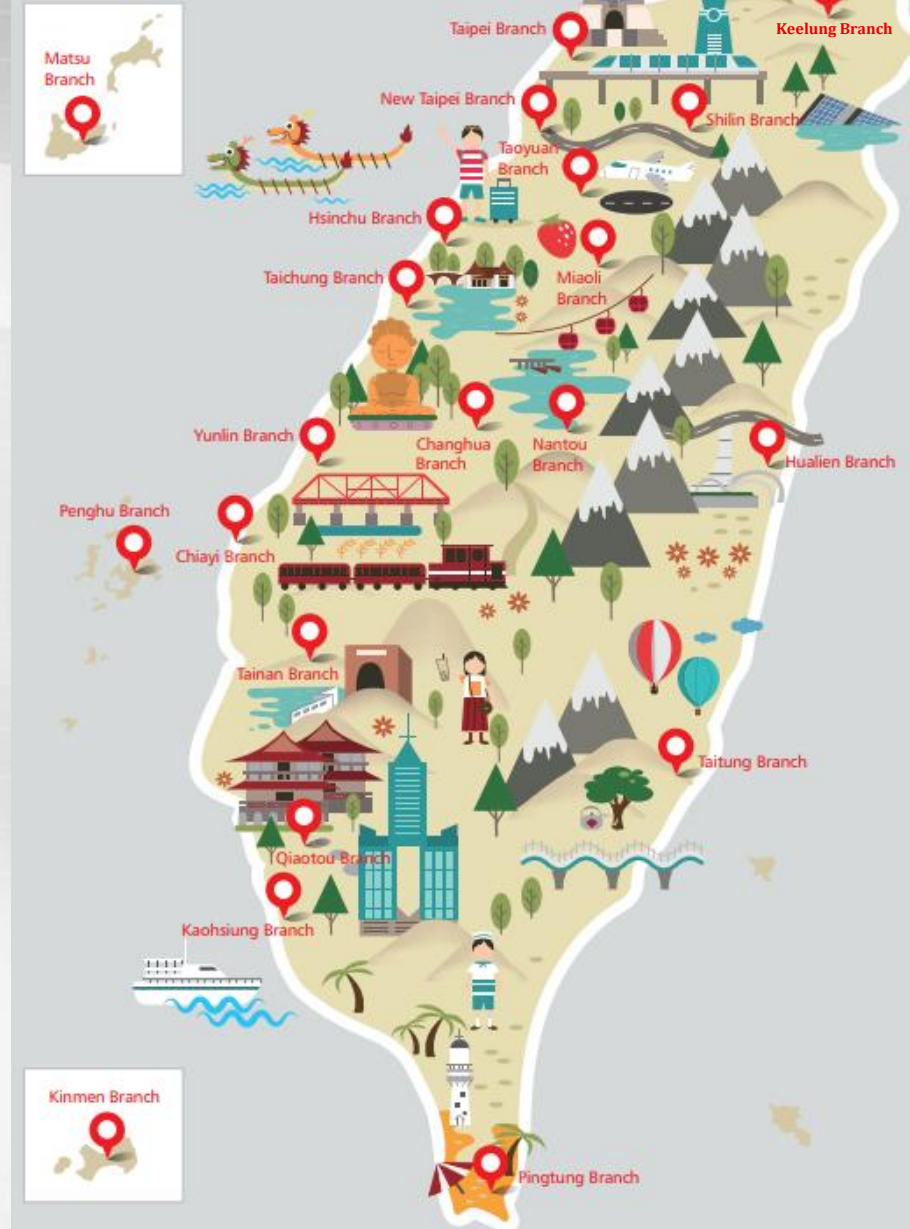 Taipei Branch
Keelung Branch
Matsu
Branch
New Taipei Branch
Shilin Branch
Taoyuan
Branch
Hsinchu Branch
Taichung Branch
Miaoli
Branch
Yunlin Branch
Changhua
Branch
Nantou
Branch
Hualien Branch
Penghu Branch
Chiayi Branch
Tainan Branch
Taitung Branch
Qiaotou Branch
Kaohsiung Branch
Kinmen Branch
Pingtung Branch